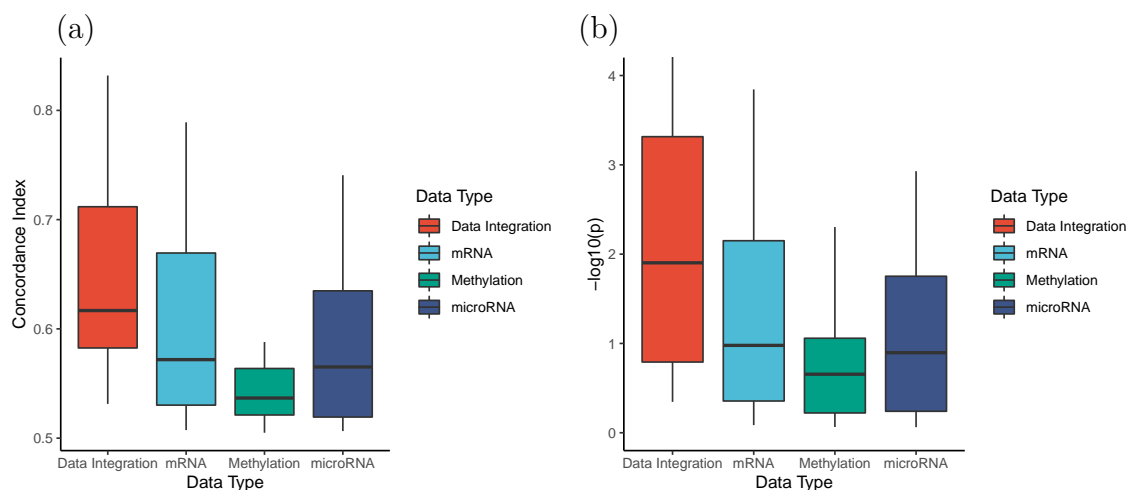 (a)
Concordance Index
0.8
0.7
0.6
0.5
Data Integration mRNA Methylation microRNA
Data Type
Data Type
Data Integration
mRNA
Methylation
microRNA
(b)
−log10(p)
4
3
2
1
0
Data Integration mRNA Methylation microRNA
Data Type
Data Type
Data Integration
mRNA
Methylation
microRNA